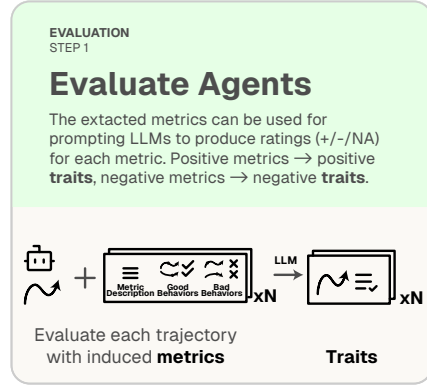 EVALUATION
STEP 1
Evaluate Agents
The extacted metrics can be used for
prompting LLMs to produce ratings (+/-/NA)
for each metric. Positive metrics → positive
traits, negative metrics → negative traits.
Metric Description
Good Behaviors
Bad Behaviors
xN
LLM
xN
Evaluate each trajectory
with induced metrics
Traits